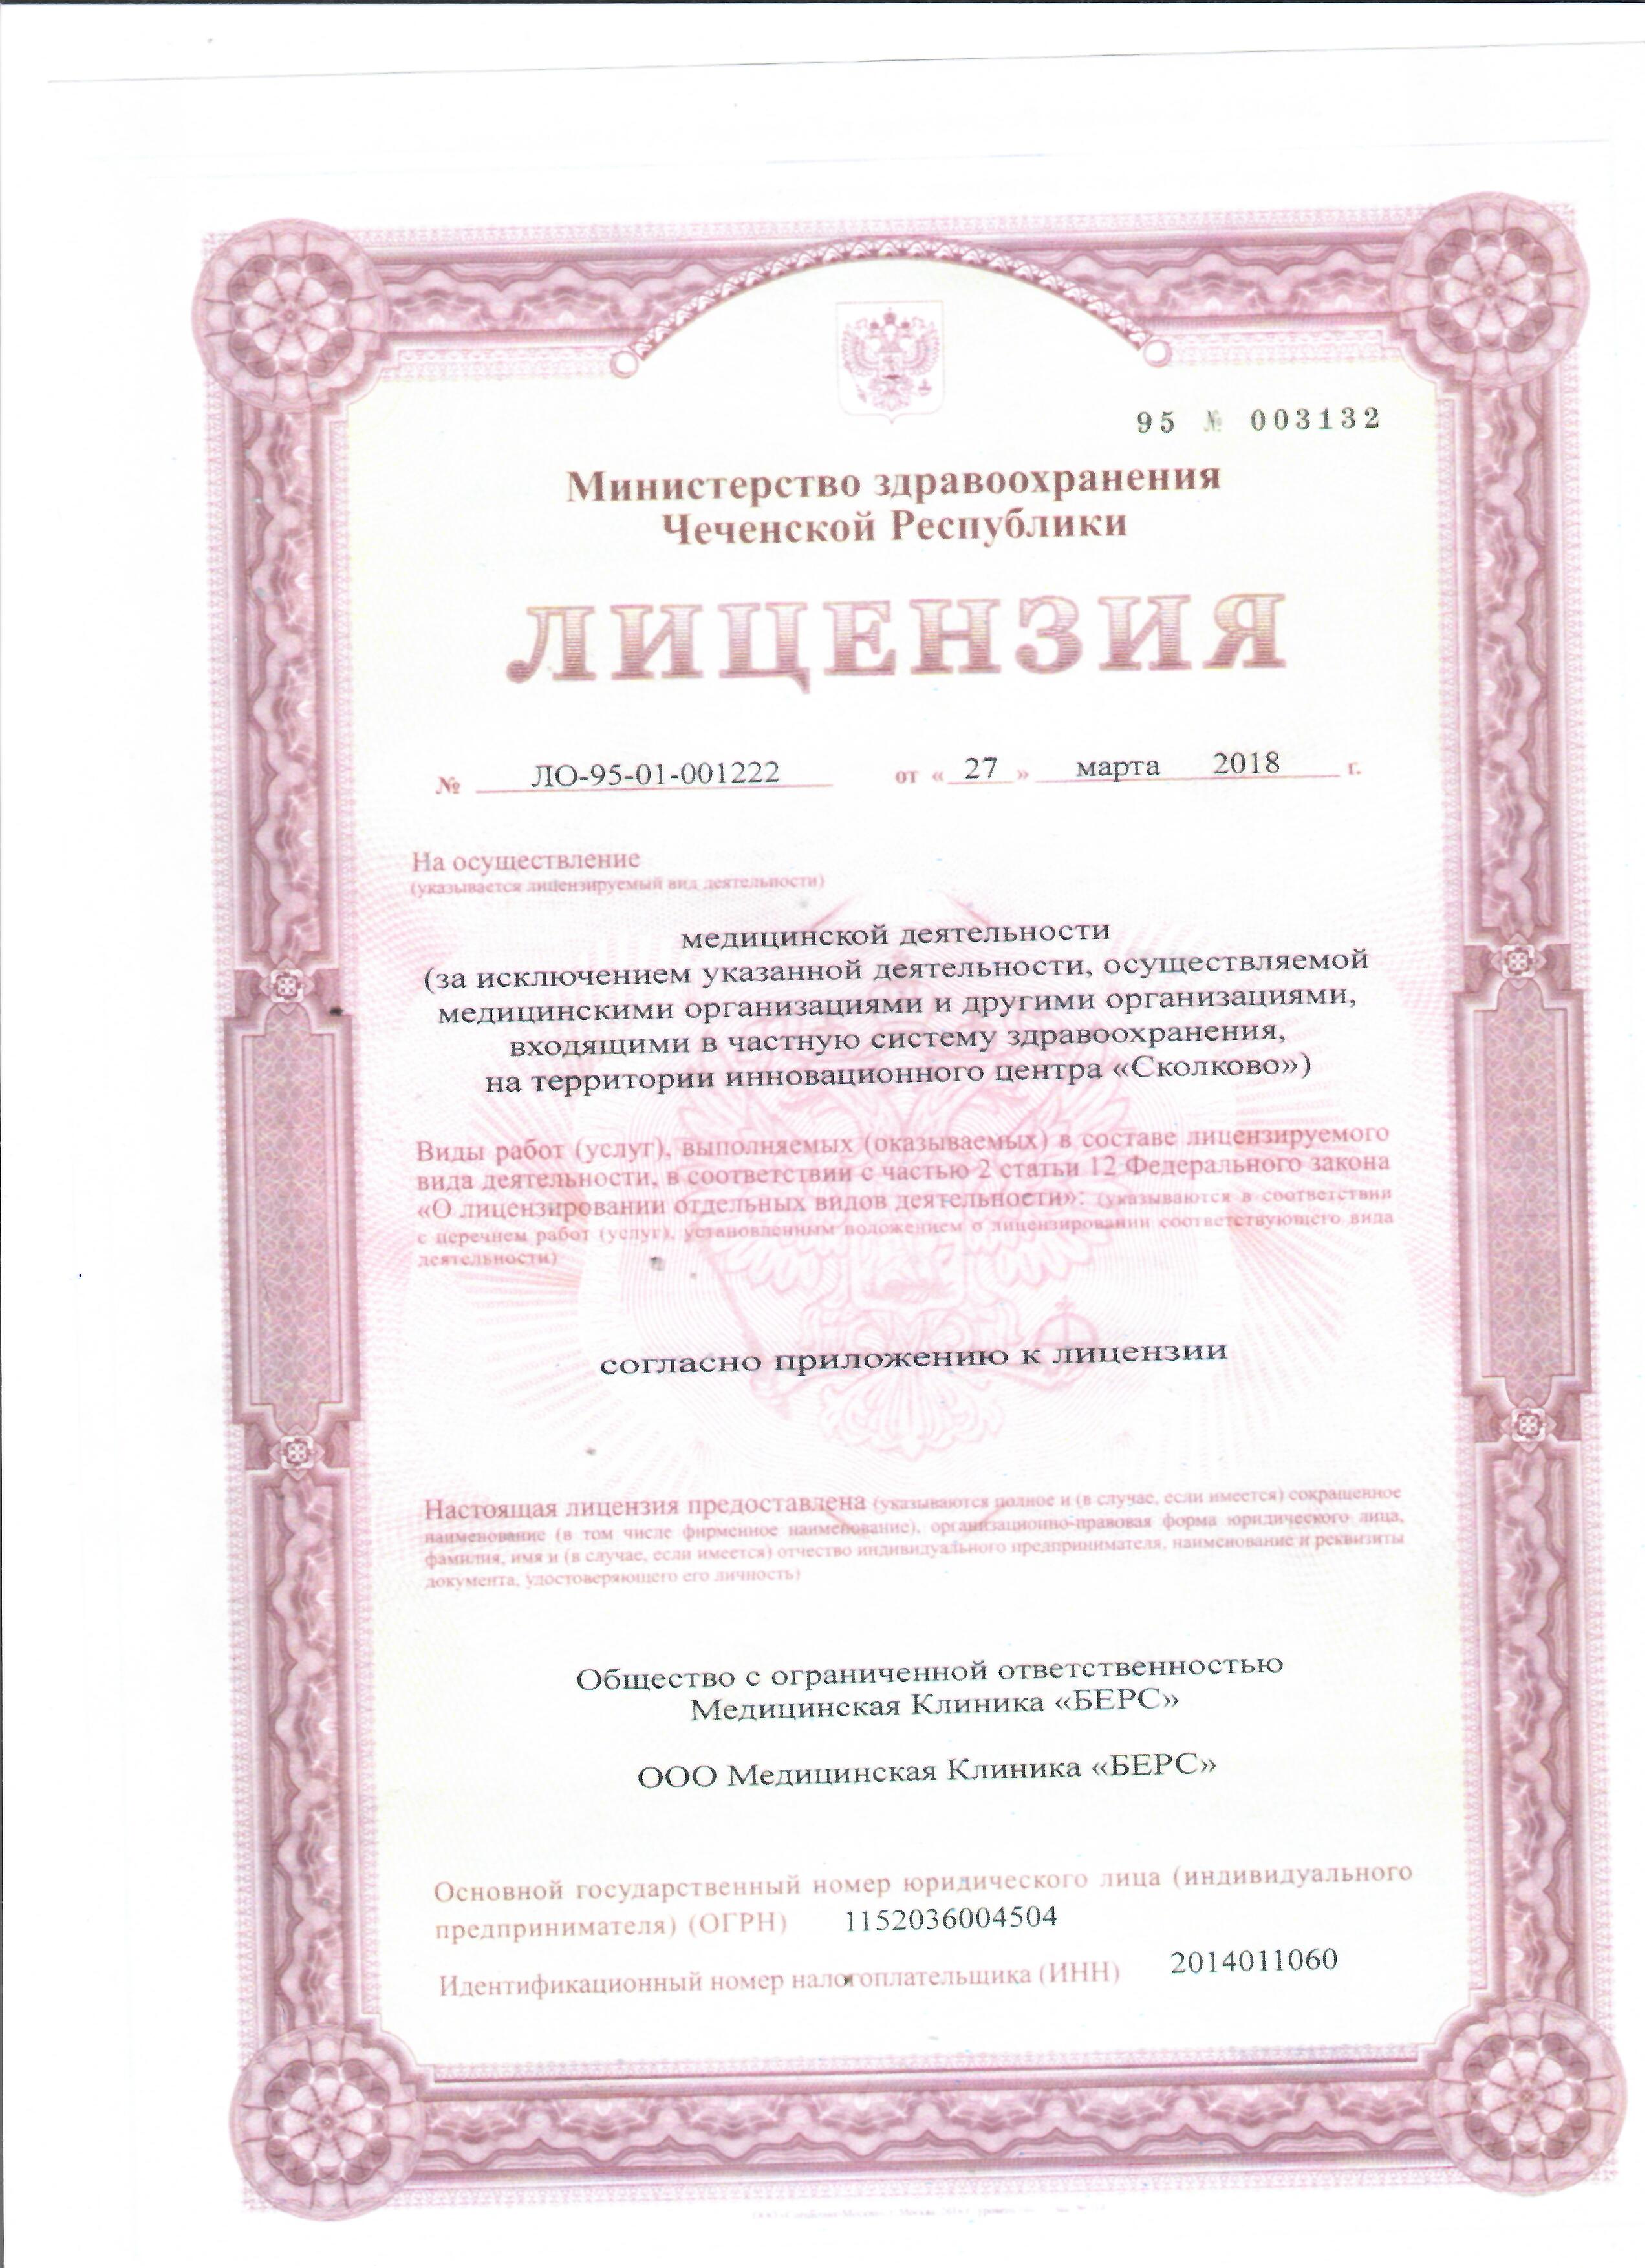 95 № 003132
Министерство здравоохранения
Чеченской Республики
ЛИЦЕНЗИЯ
№ ЛО-95-01-001222 от « 27 » марта 2018 г.
На осуществление
(указывается лицензируемый вид деятельности)
медицинской деятельности
(за исключением указанной деятельности, осуществляемой
медицинскими организациями и другими организациями,
входящими в частную систему здравоохранения,
на территории инновационного центра «Сколково»)
Виды работ (услуг), выполняемых (оказываемых) в составе лицензируемого
вида деятельности, в соответствии с частью 2 статьи 12 Федерального закона
«О лицензировании отдельных видов деятельности»: (указываются в соответствии
с перечнем работ (услуг), установленным положением о лицензировании соответствующего вида
деятельности)
согласно приложению к лицензии
Настоящая лицензия предоставлена (указываются полное и (в случае, если имеется) сокращенное
наименование (в том числе фирменное наименование), организационно-правовая форма юридического лица,
фамилия, имя и (в случае, если имеется) отчество индивидуального предпринимателя, наименование и реквизиты
документа, удостоверяющего его личность)
Общество с ограниченной ответственностью
Медицинская Клиника «БЕРС»
ООО Медицинская Клиника «БЕРС»
Основной государственный номер юридического лица (индивидуального
предпринимателя) (ОГРН) 1152036004504
Идентификационный номер налогоплательщика (ИНН) 2014011060